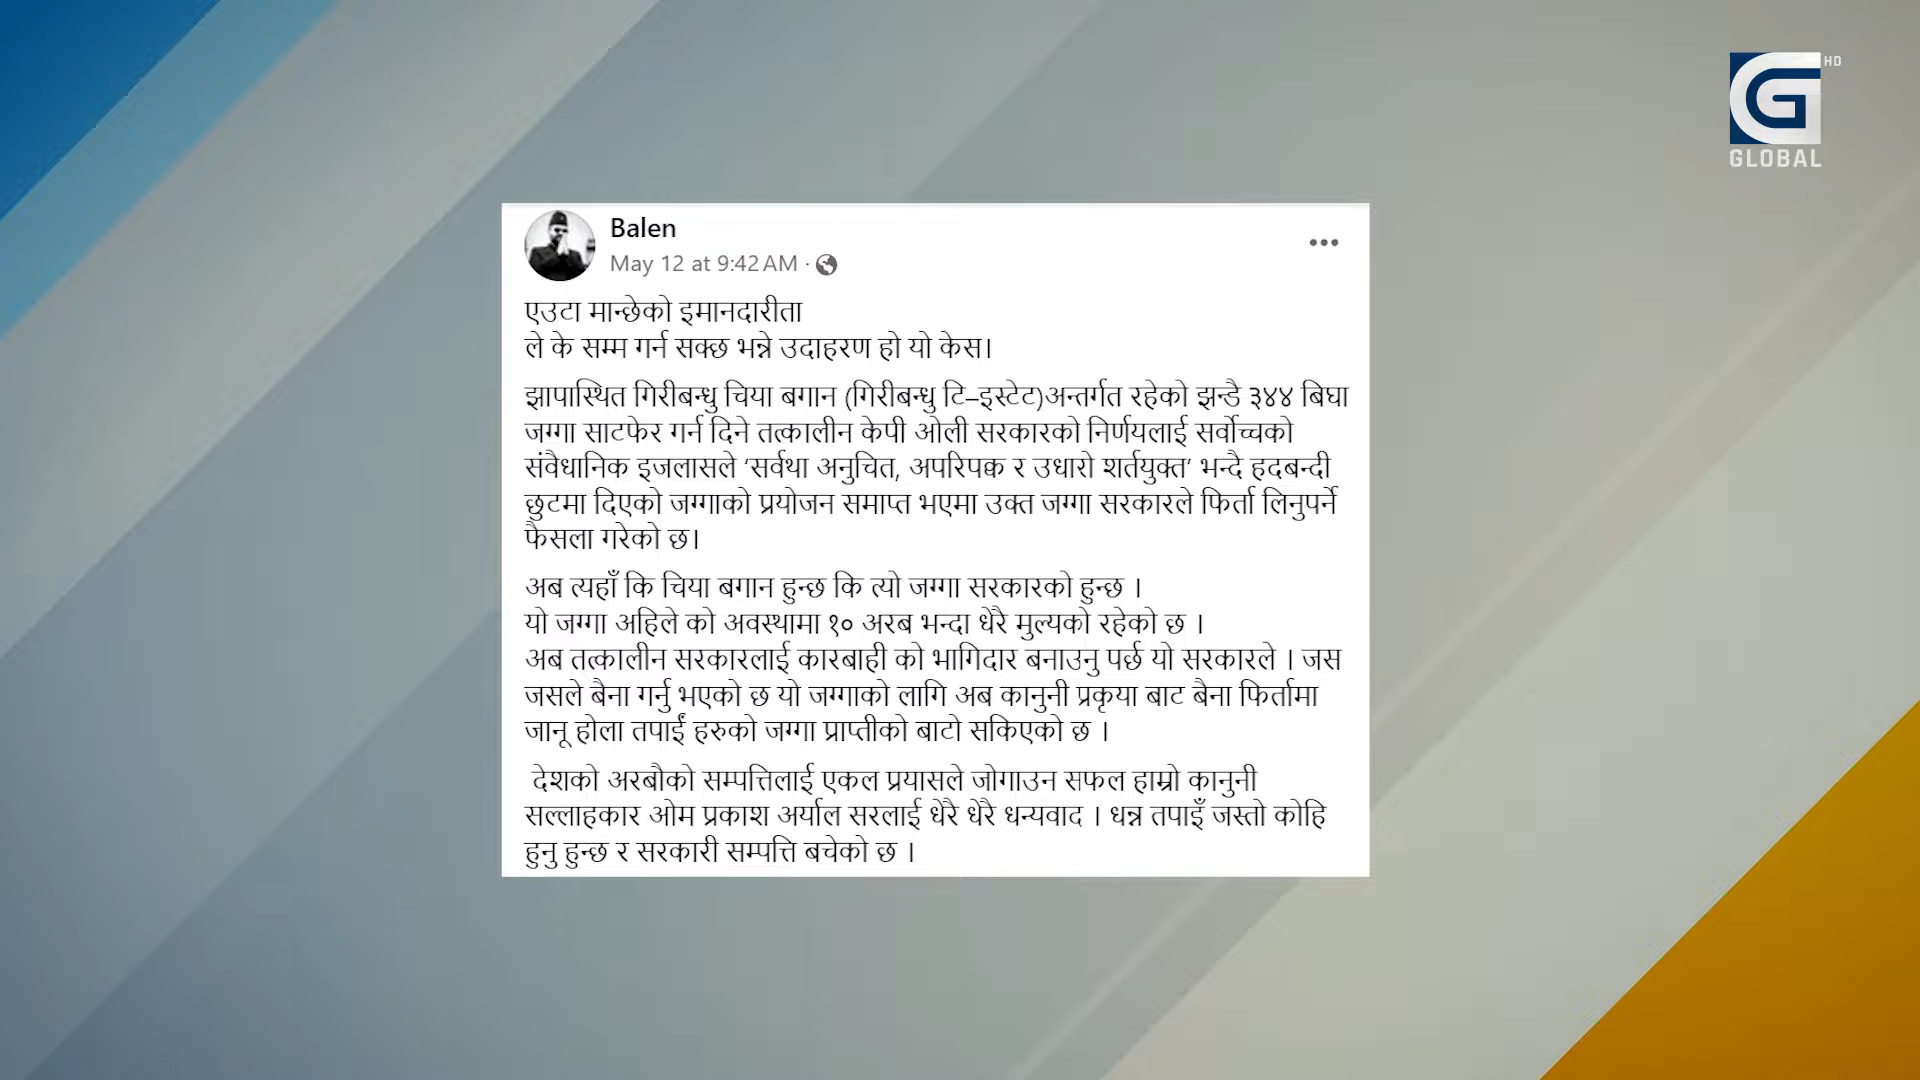 HD
GLOBAL
Balen
May 12 at 9:42 AM ·
एउटा मान्छेको इमानदारीता
ले के सम्म गर्न सक्छ भन्ने उदाहरण हो यो केस।
झापास्थित गिरीबन्धु चिया बगान (गिरीबन्धु टि–इस्टेट)अन्तर्गत रहेको झन्डै ३४४ बिघा
जग्गा साटफेर गर्न दिने तत्कालीन केपी ओली सरकारको निर्णयलाई सर्वोच्चको
संवैधानिक इजलासले ‘सर्वथा अनुचित, अपरिपक्व र उधारो शर्तयुक्त’ भन्दै हदबन्दी
छुटमा दिएको जग्गाको प्रयोजन समाप्त भएमा उक्त जग्गा सरकारले फिर्ता लिनुपर्ने
फैसला गरेको छ।
अब त्यहाँ कि चिया बगान हुन्छ कि त्यो जग्गा सरकारको हुन्छ ।
यो जग्गा अहिले को अवस्थामा १० अरब भन्दा धेरै मुल्यको रहेको छ ।
अब तत्कालीन सरकारलाई कारबाही को भागिदार बनाउनु पर्छ यो सरकारले । जस
जसले बैना गर्नु भएको छ यो जग्गाको लागि अब कानुनी प्रकृया बाट बैना फिर्तामा
जानू होला तपाईं हरुको जग्गा प्राप्तीको बाटो सकिएको छ ।
देशको अरबौको सम्पत्तिलाई एकल प्रयासले जोगाउन सफल हाम्रो कानुनी
सल्लाहकार ओम प्रकाश अर्याल सरलाई धेरै धेरै धन्यवाद । धन्न तपाइँ जस्तो कोहि
हुनु हुन्छ र सरकारी सम्पत्ति बचेको छ ।